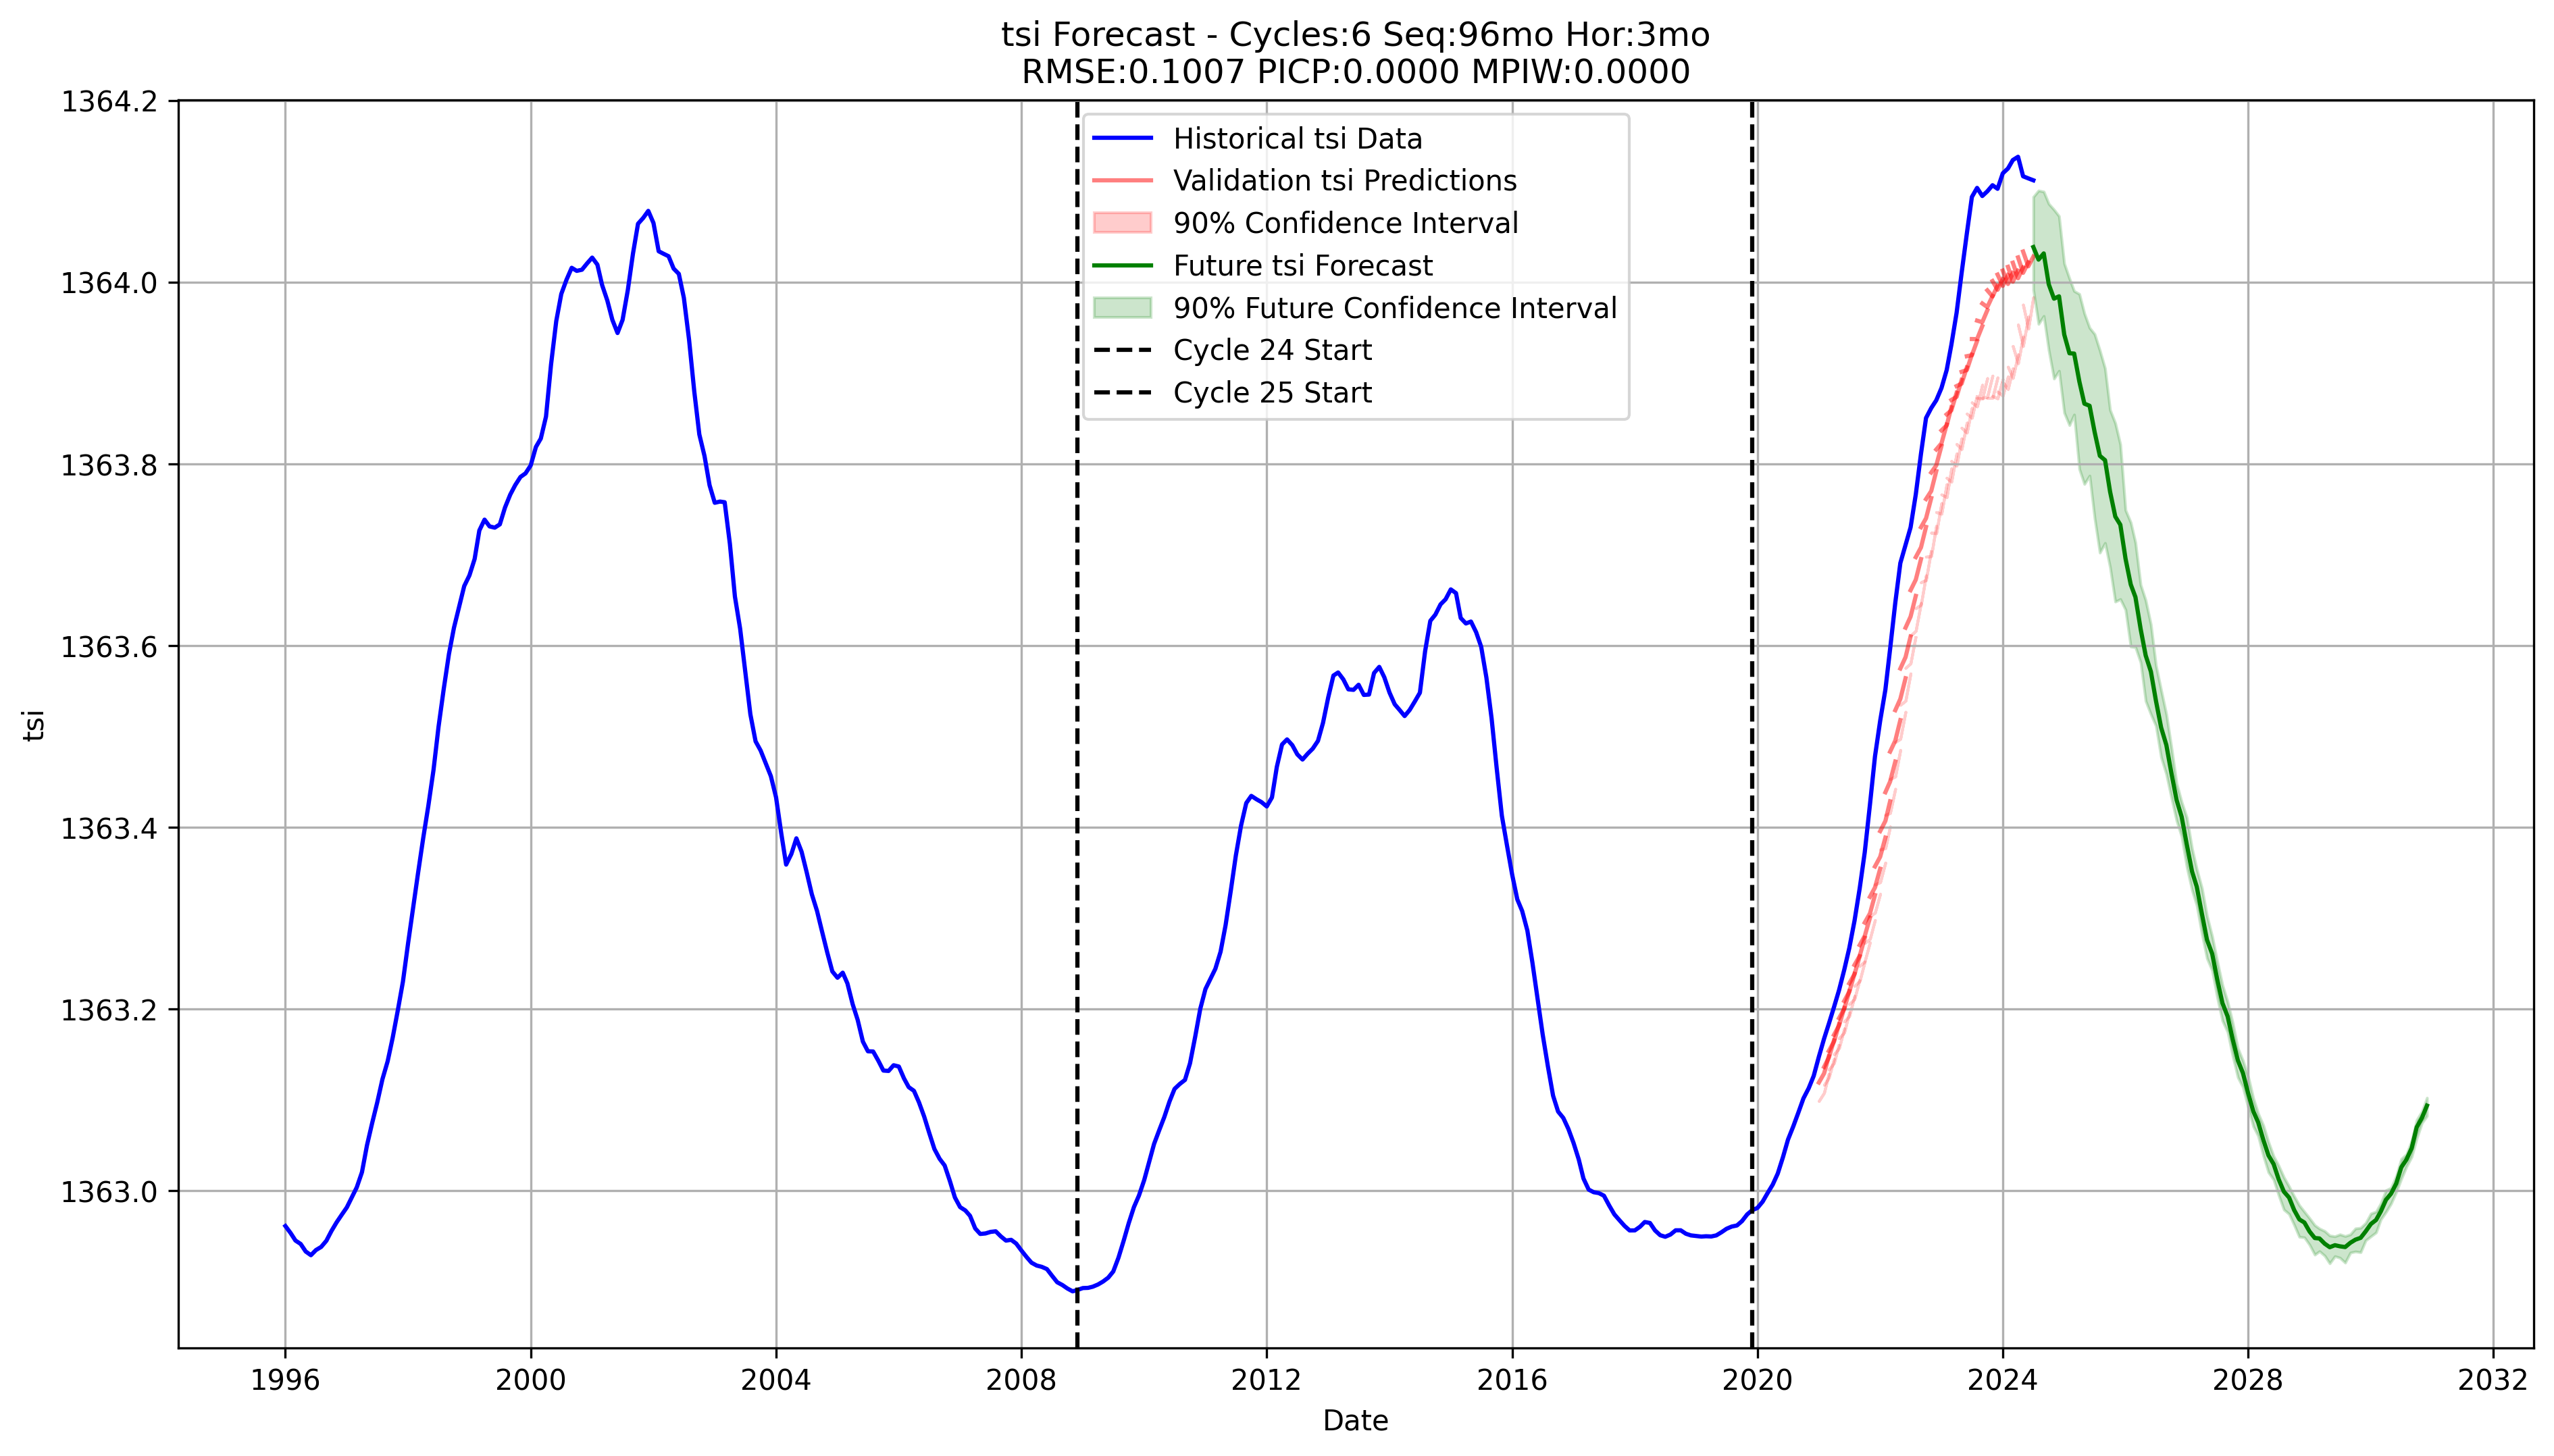 tsi Forecast - Cycles:6 Seq:96mo Hor:3mo
RMSE:0.1007 PICP:0.0000 MPIW:0.0000
1364.2
1364.0
1363.8
1363.6
1363.4
1363.2
1363.0
tsi
Historical tsi Data
Validation tsi Predictions
90% Confidence Interval
Future tsi Forecast
90% Future Confidence Interval
Cycle 24 Start
Cycle 25 Start
1996 2000 2004 2008 2012 2016 2020 2024 2028 2032
Date